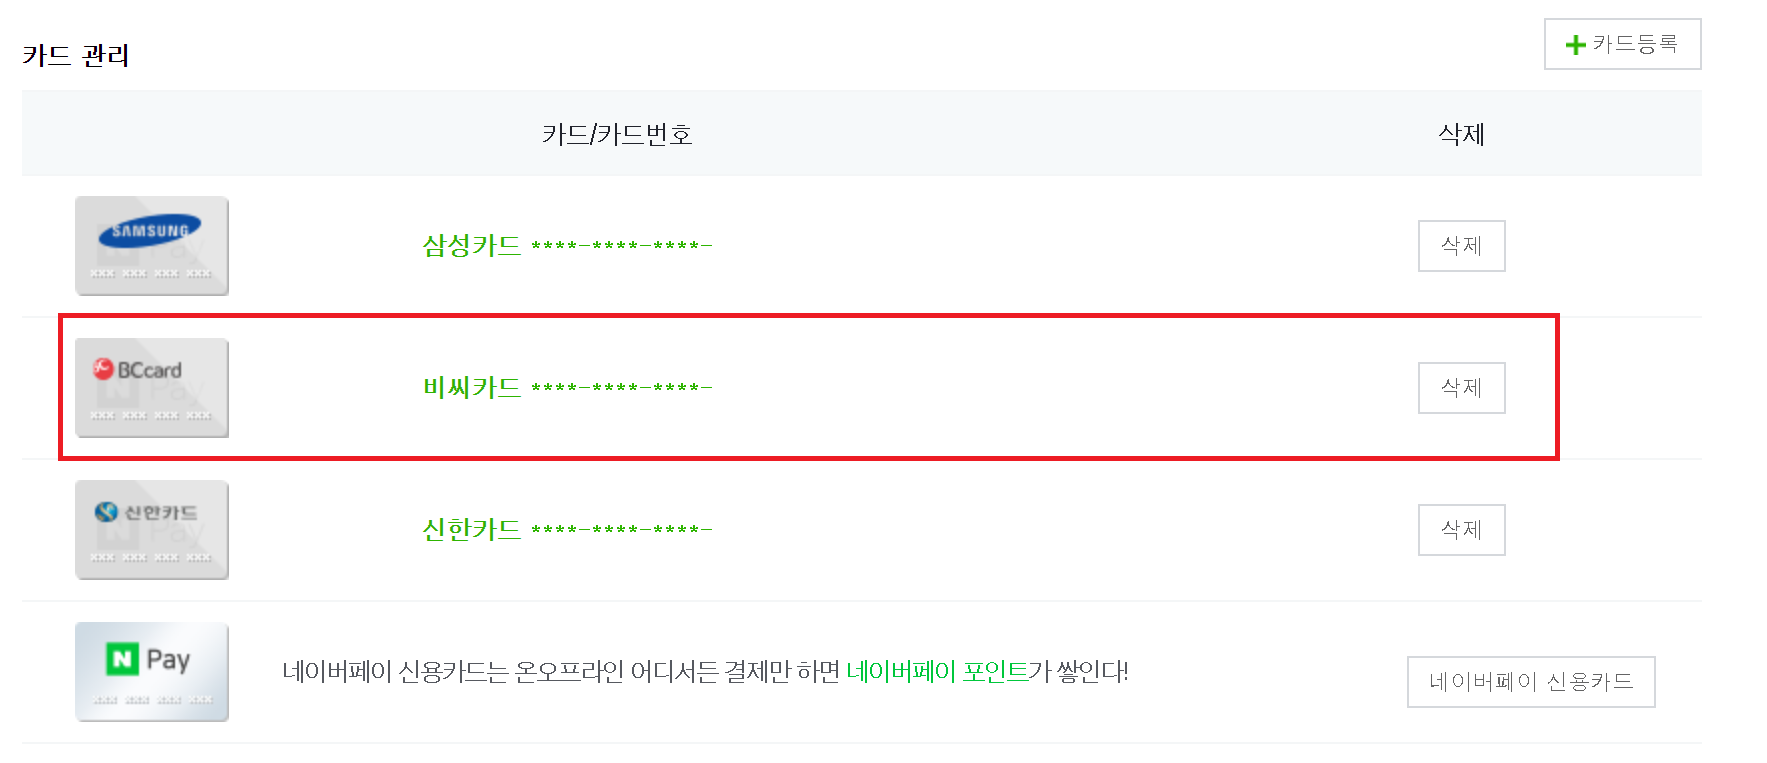 카드 관리
카드등록
카드/카드번호
삭제
SAMSUNG
Pay
xxx xxx xxx xxx
삼성카드 ****-****-****-
삭제
BCcard
N Pay
xxx xxx xxx xxx
비씨카드 ****-****-****-
삭제
신한카드
N Pay
xxx xxx xxx xxx
신한카드 ****-****-****-
삭제
N Pay
xxx xxx xxx xxx
네이버페이 신용카드는 온오프라인 어디서든 결제만 하면 네이버페이 포인트가 쌓인다!
네이버페이 신용카드